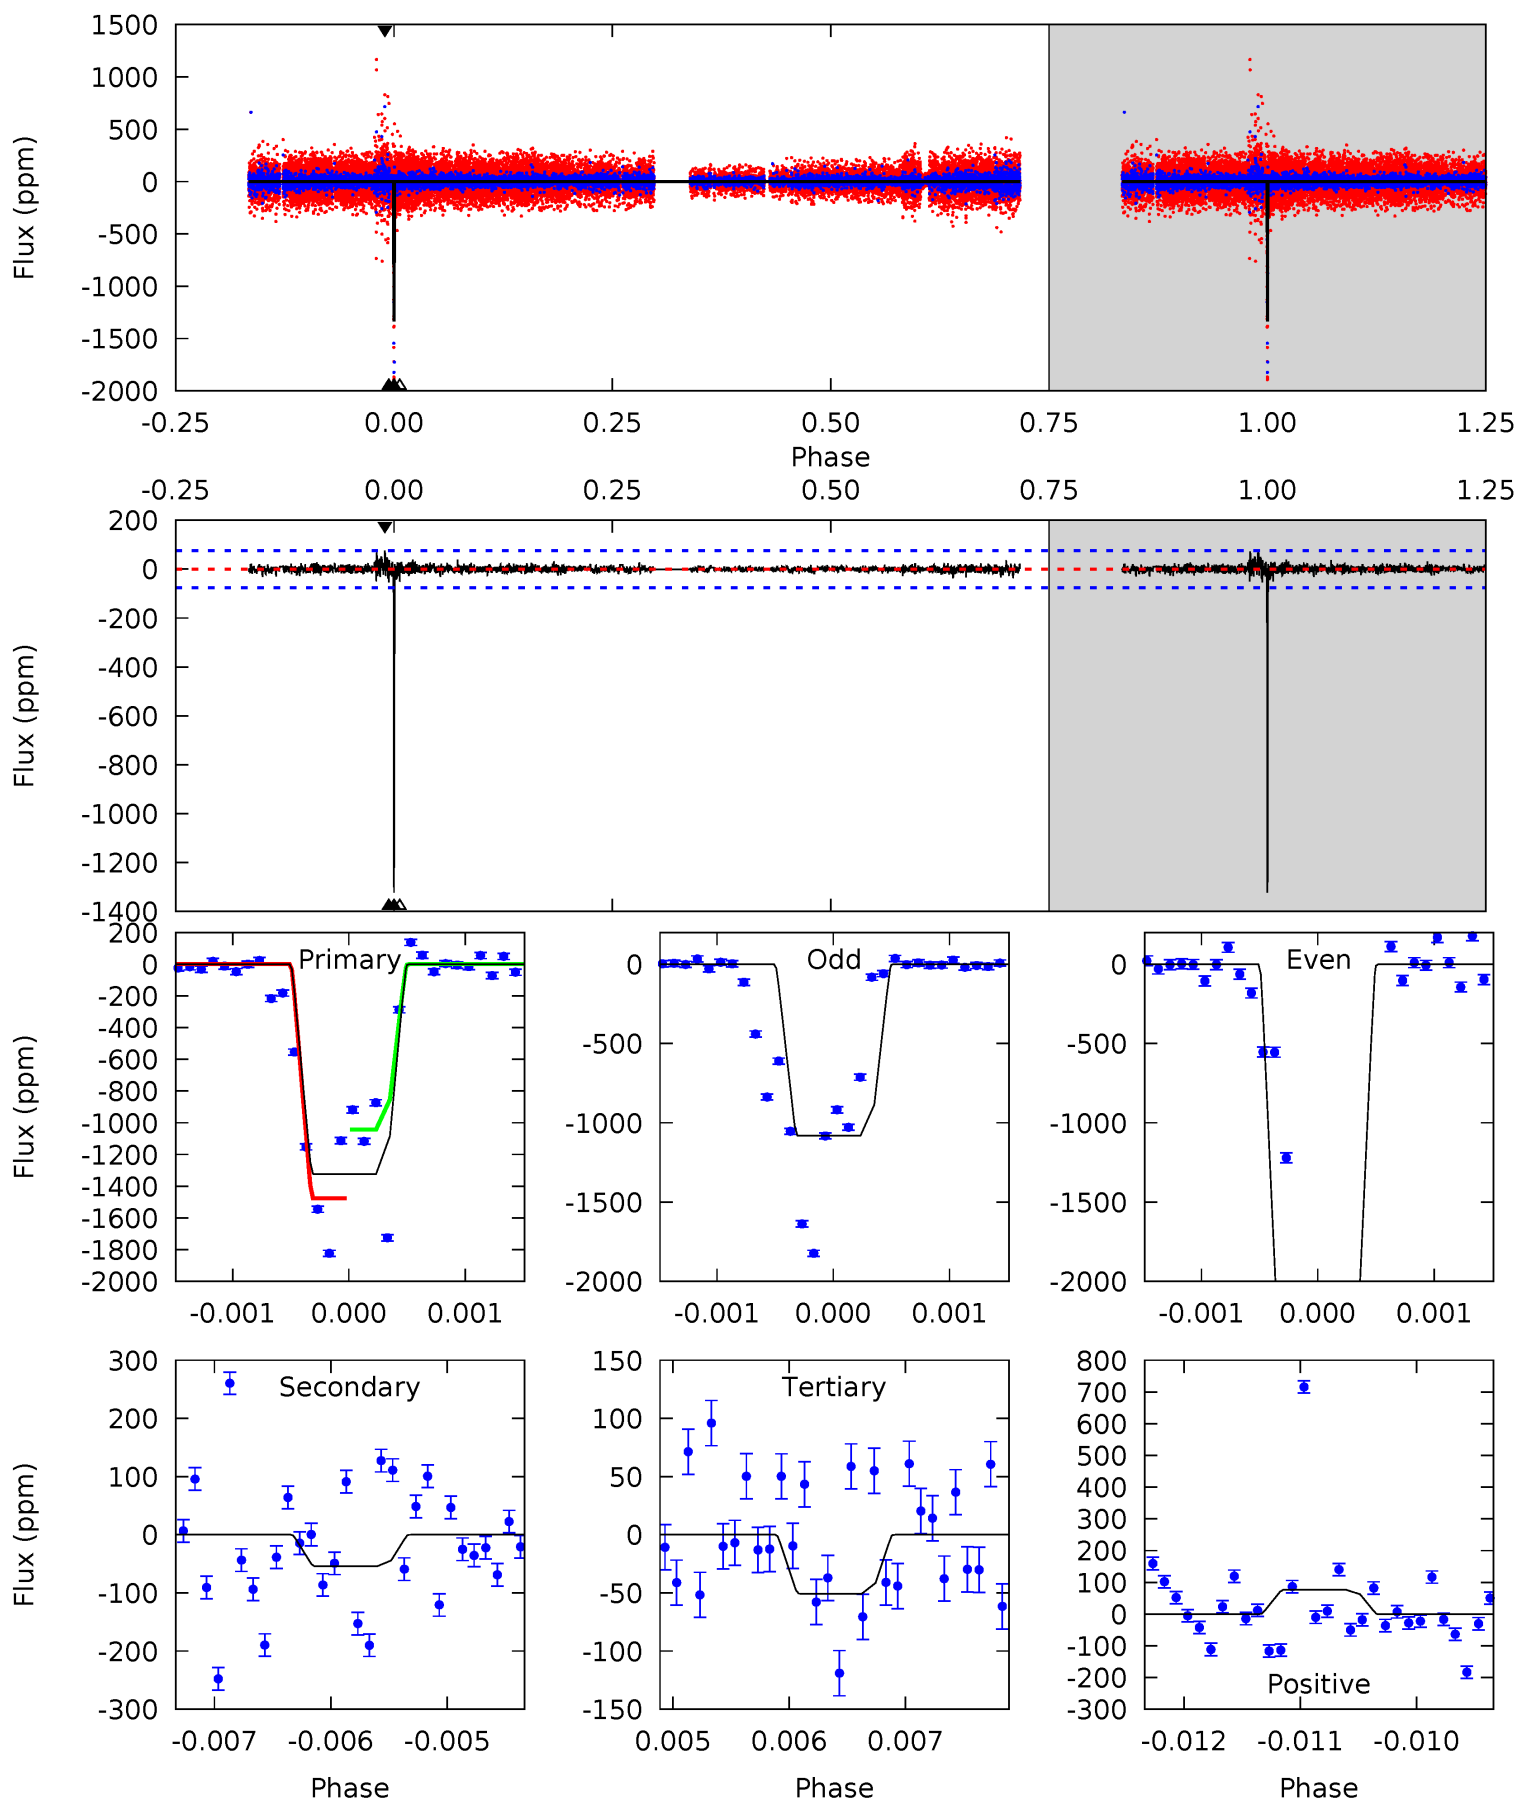 1500
1000
500
0
-500
-1000
-1500
-2000
Flux (ppm)
-0.25 0.00 0.25 0.50 0.75 1.00 1.25
Phase
-0.25 0.00 0.25 0.50 0.75 1.00 1.25
200
0
-200
-400
-600
-800
-1000
-1200
-1400
Flux (ppm)
Primary
200
0
-200
-400
-600
-800
-1000
-1200
-1400
-1600
-1800
-2000
Flux (ppm)
-0.001 0.000 0.001
Odd
0
-500
-1000
-1500
-2000
-0.001 0.000 0.001
Even
0
-500
-1000
-1500
-2000
-0.001 0.000 0.001
Secondary
300
200
100
0
-100
-200
-300
Flux (ppm)
-0.007 -0.006 -0.005
Phase
Tertiary
150
100
50
0
-50
-100
-150
0.005 0.006 0.007
Phase
800
700
600
500
400
300
200
100
0
-100
-200
-300
Positive
-0.012 -0.011 -0.010
Phase